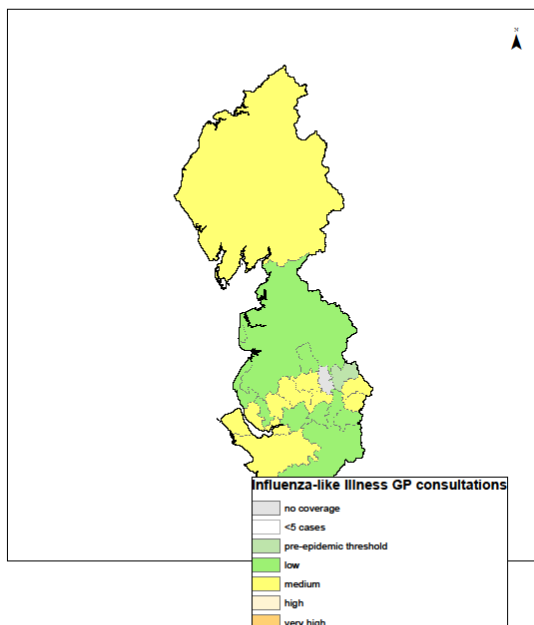 N
Influenza-like Illness GP consultations
no coverage
<5 cases
pre-epidemic threshold
low
medium
high
very high